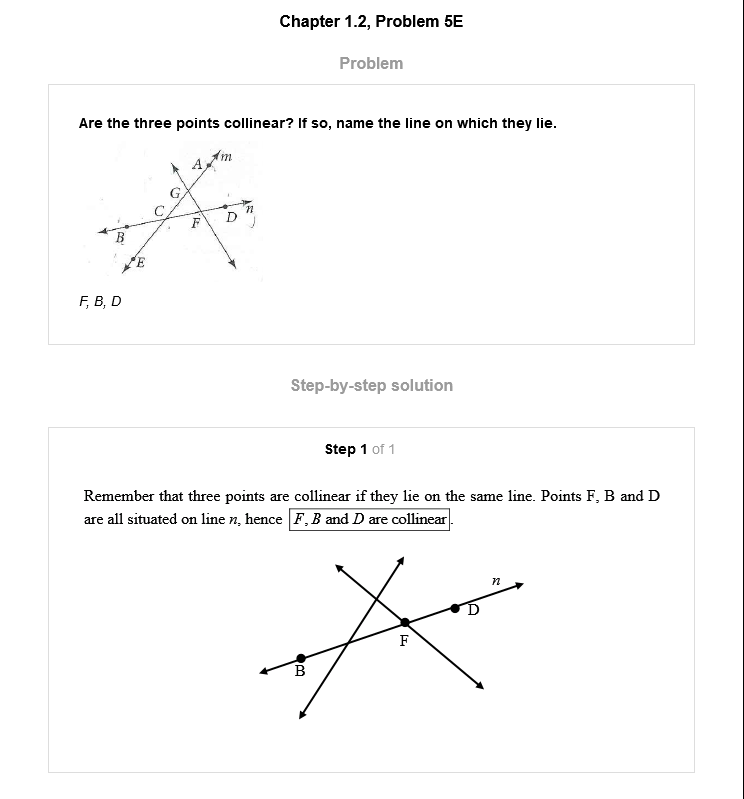 Chapter 1.2, Problem 5E
Problem
Are the three points collinear? If so, name the line on which they lie.
A m
G
C
F D n
B
E
F, B, D
Step-by-step solution
Step 1 of 1
Remember that three points are collinear if they lie on the same line. Points F, B and D
are all situated on line n, hence F, B and D are collinear.
n
D
F
B